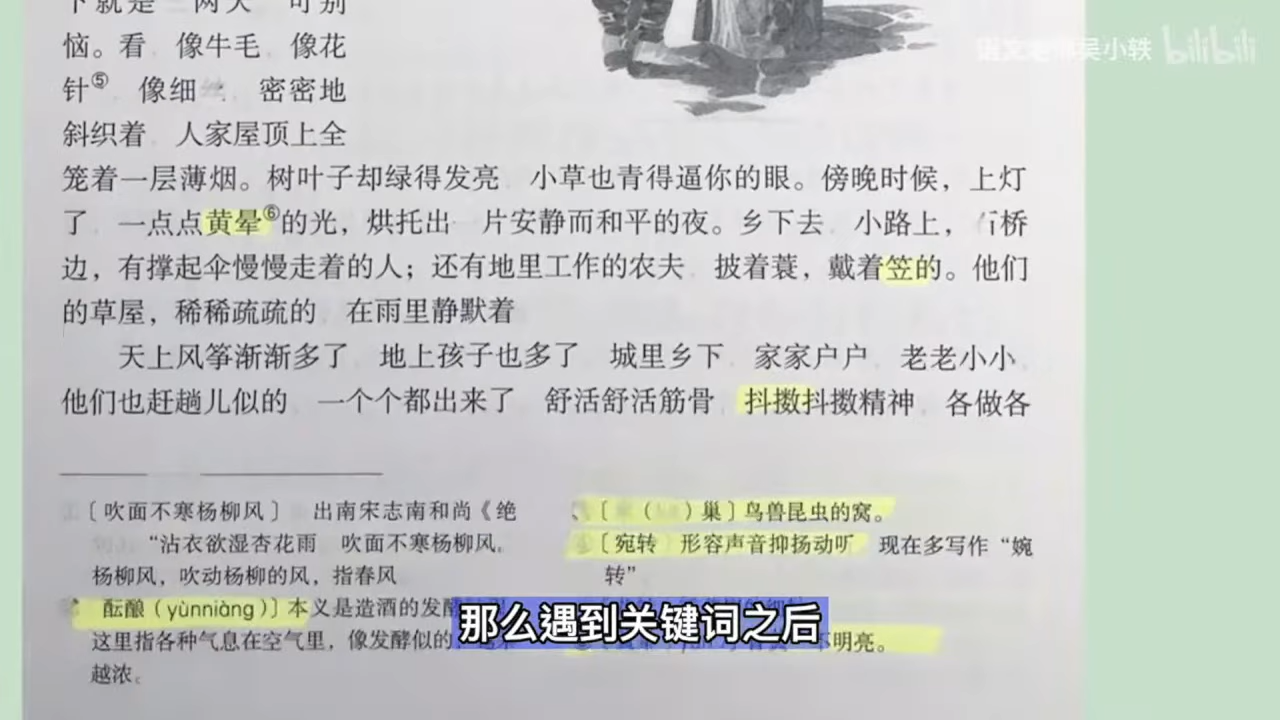 下就是三两天 可别
恼。看 像牛毛，像花
针⑤ 像细丝，密密地
斜织着，人家屋顶上全
笼着一层薄烟。树叶子却绿得发亮 小草也青得逼你的眼。傍晚时候，上灯
了，一点点黄晕⑥的光，烘托出一片安静而和平的夜。乡下去 小路上，石桥
边，有撑起伞慢慢走着的人；还有地里工作的农夫 披着蓑，戴着笠的。他们
的草屋，稀稀疏疏的 在雨里静默着
天上风筝渐渐多了 地上孩子也多了 城里乡下 家家户户 老老小小，
他们也赶趟儿似的 一个个都出来了 舒活舒活筋骨，抖擞抖擞精神，各做各
〔吹面不寒杨柳风〕 出南宋志南和尚《绝
“沾衣欲湿杏花雨 吹面不寒杨柳风。
杨柳风，吹动杨柳的风，指春风
酝酿（yùnniàng）〕本义是造酒的发酵
这里指各种气息在空气里，像发酵似的，
越浓。
巢〕鸟兽昆虫的窝。
〔宛转 形容声音抑扬动听 现在多写作“婉
转”
不明亮。
那么遇到关键词之后
吴小轶 bilibili